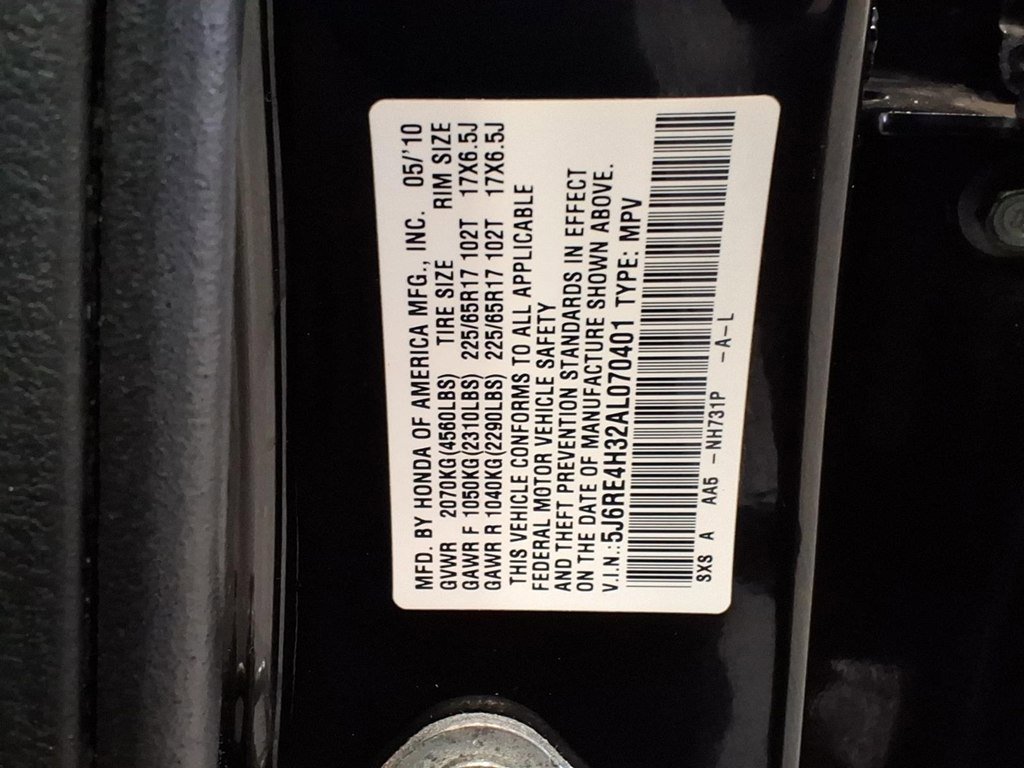 MFD. BY HONDA OF AMERICA MFG., INC. 05/'10
GVWR 2070KG(4560LBS) TIRE SIZE RIM SIZE
GAWR F 1050KG(2310LBS) 225/65R17 102T 17X6.5J
GAWR R 1040KG(2290LBS) 225/65R17 102T 17X6.5J
THIS VEHICLE CONFORMS TO ALL APPLICABLE
FEDERAL MOTOR VEHICLE SAFETY
AND THEFT PREVENTION STANDARDS IN EFFECT
ON THE DATE OF MANUFACTURE SHOWN ABOVE.
V.I.N.:5J6RE4H32AL070401 TYPE: MPV
SXS A AA5 -NH731P -A-L